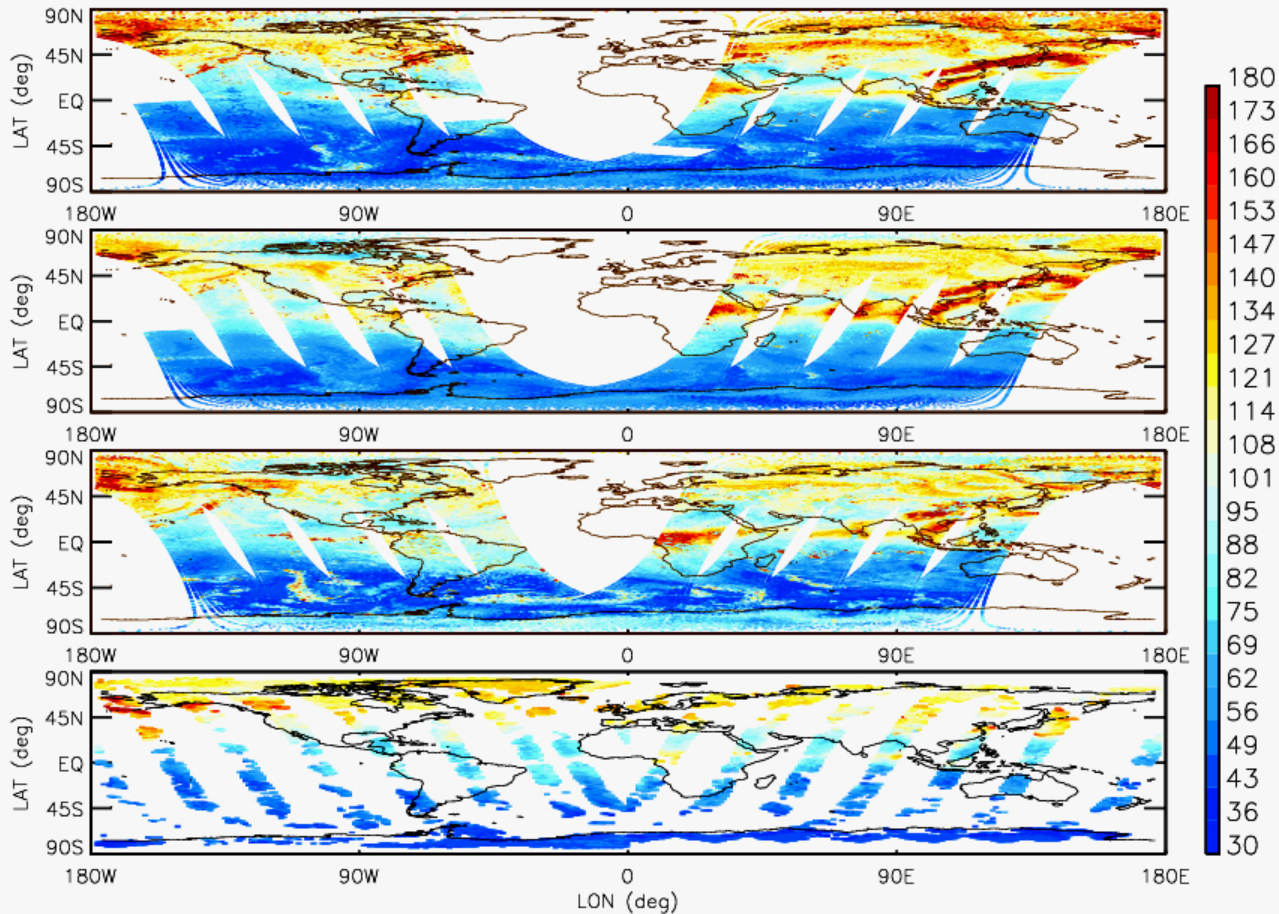 90N
45N
EQ
45S
90S
LAT (deg)
180W 90W 0 90E 180E
90N
45N
EQ
45S
90S
LAT (deg)
180W 90W 0 90E 180E
90N
45N
EQ
45S
90S
LAT (deg)
180W 90W 0 90E 180E
90N
45N
EQ
45S
90S
LAT (deg)
180W 90W 0 90E 180E
LON (deg)
180
173
166
160
153
147
140
134
127
121
114
108
101
95
88
82
75
69
62
56
49
43
36
30